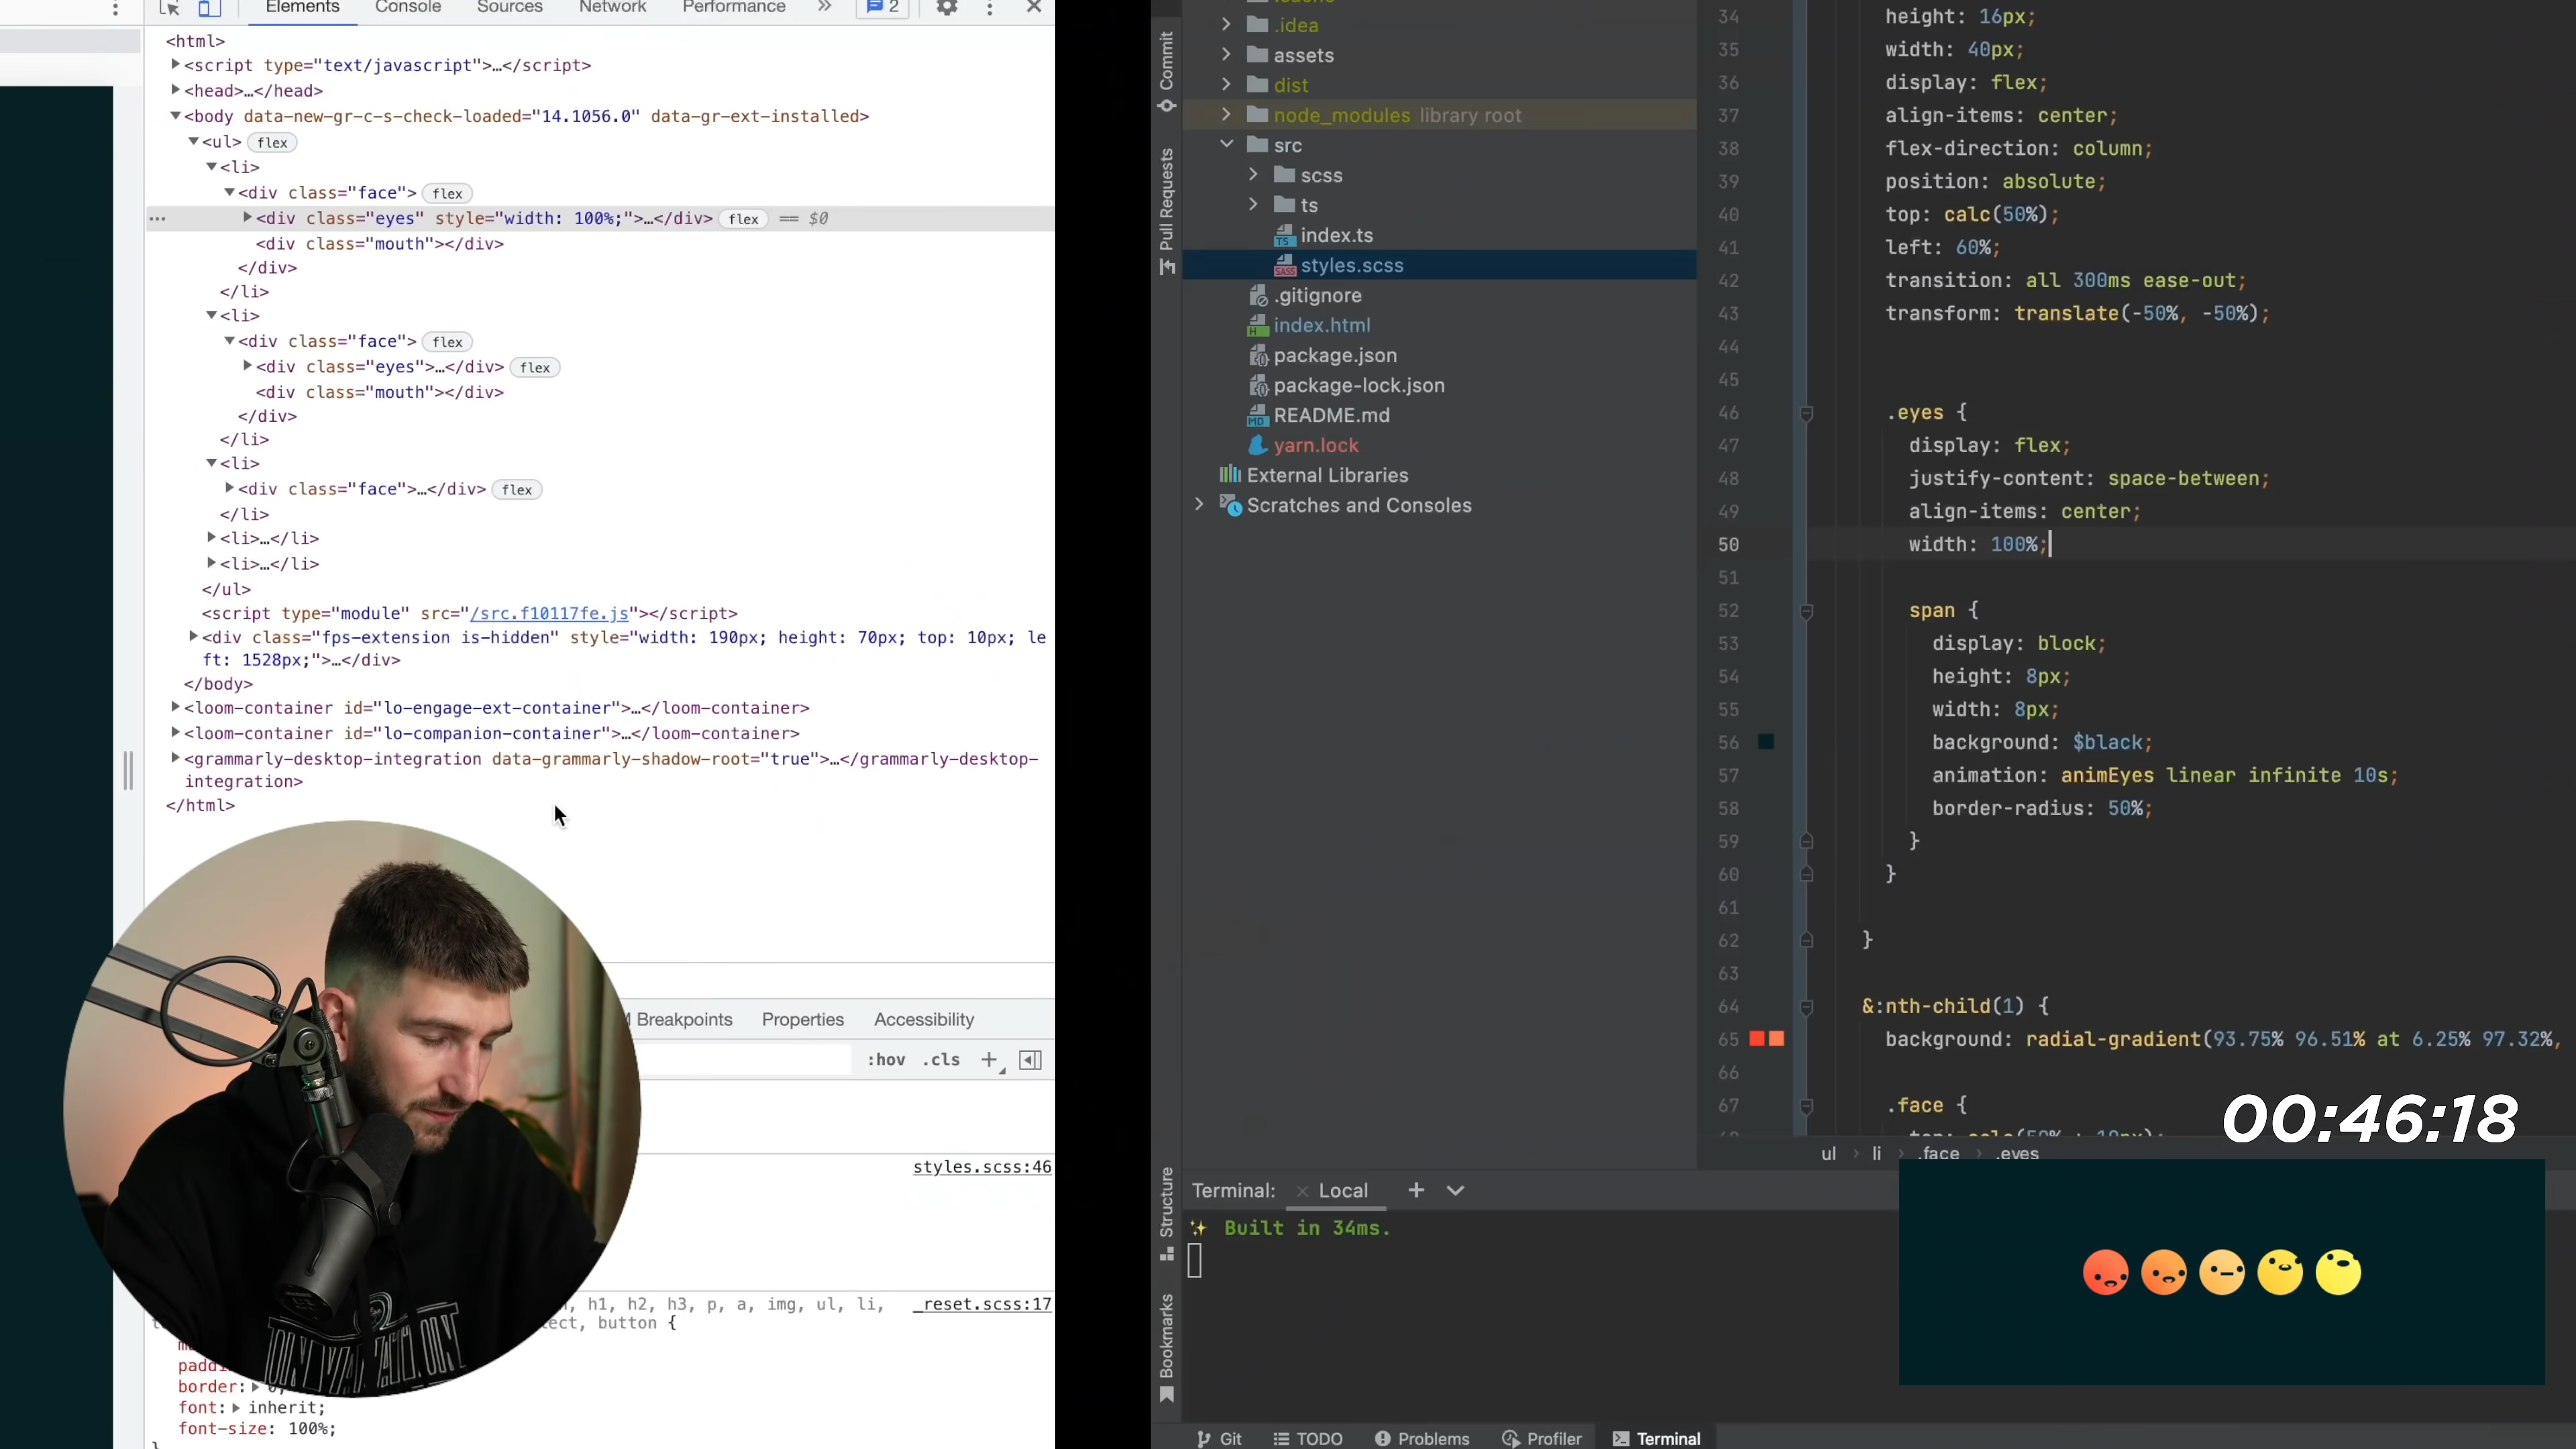 Elements Console Sources Network Performance » 2
<html>
<script type="text/javascript">…</script>
<head>…</head>
<body data-new-gr-c-s-check-loaded="14.1056.0" data-gr-ext-installed>
<ul> flex
<li>
<div class="face"> flex
… <div class="eyes" style="width: 100%;">…</div> flex == $0
<div class="mouth"></div>
</div>
</li>
<li>
<div class="face"> flex
<div class="eyes">…</div> flex
<div class="mouth"></div>
</div>
</li>
<li>
<div class="face">…</div> flex
</li>
<li>…</li>
<li>…</li>
</ul>
<script type="module" src="/src.f10117fe.js"></script>
<div class="fps-extension is-hidden" style="width: 190px; height: 70px; top: 10px; le
ft: 1528px;">…</div>
</body>
<loom-container id="lo-engage-ext-container">…</loom-container>
<loom-container id="lo-companion-container">…</loom-container>
<grammarly-desktop-integration data-grammarly-shadow-root="true">…</grammarly-desktop-
integration>
</html>
Breakpoints Properties Accessibility
:hov .cls
styles.scss:46
h1, h2, h3, p, a, img, ul, li, _reset.scss:17
button {
border:
font: inherit;
font-size: 100%;
Commit
Pull Requests
Structure
Bookmarks
.idea
assets
dist
node_modules library root
src
scss
ts
index.ts
styles.scss
.gitignore
index.html
package.json
package-lock.json
README.md
yarn.lock
External Libraries
Scratches and Consoles
34 height: 16px;
35 width: 40px;
36 display: flex;
37 align-items: center;
38 flex-direction: column;
39 position: absolute;
40 top: calc(50%);
41 left: 60%;
42 transition: all 300ms ease-out;
43 transform: translate(-50%, -50%);
44
45
46 .eyes {
47 display: flex;
48 justify-content: space-between;
49 align-items: center;
50 width: 100%;
51
52 span {
53 display: block;
54 height: 8px;
55 width: 8px;
56 background: $black;
57 animation: animEyes linear infinite 10s;
58 border-radius: 50%;
59 }
60 }
61
62 }
63
64 &:nth-child(1) {
65 background: radial-gradient(93.75% 96.51% at 6.25% 97.32%,
66
67 .face {
00:46:18
ul › li › .face › .eyes
Terminal: Local
Built in 34ms.
Git TODO Problems Profiler Terminal